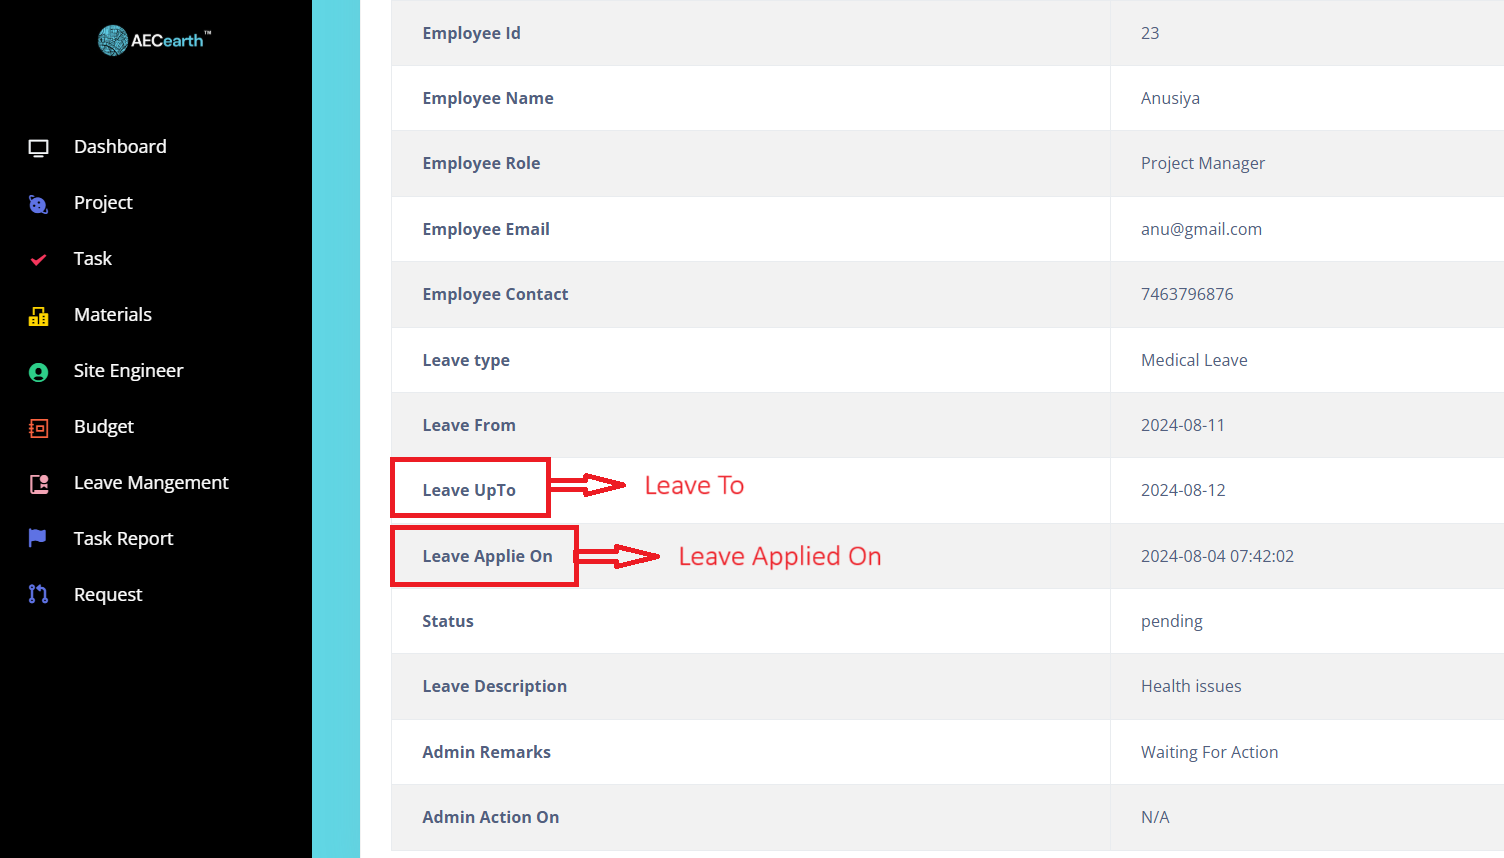 AECearth™
Dashboard
Project
Task
Materials
Site Engineer
Budget
Leave Mangement
Task Report
Request
Employee Id 23
Employee Name Anusiya
Employee Role Project Manager
Employee Email anu@gmail.com
Employee Contact 7463796876
Leave type Medical Leave
Leave From 2024-08-11
Leave UpTo Leave To 2024-08-12
Leave Applie On Leave Applied On 2024-08-04 07:42:02
Status pending
Leave Description Health issues
Admin Remarks Waiting For Action
Admin Action On N/A